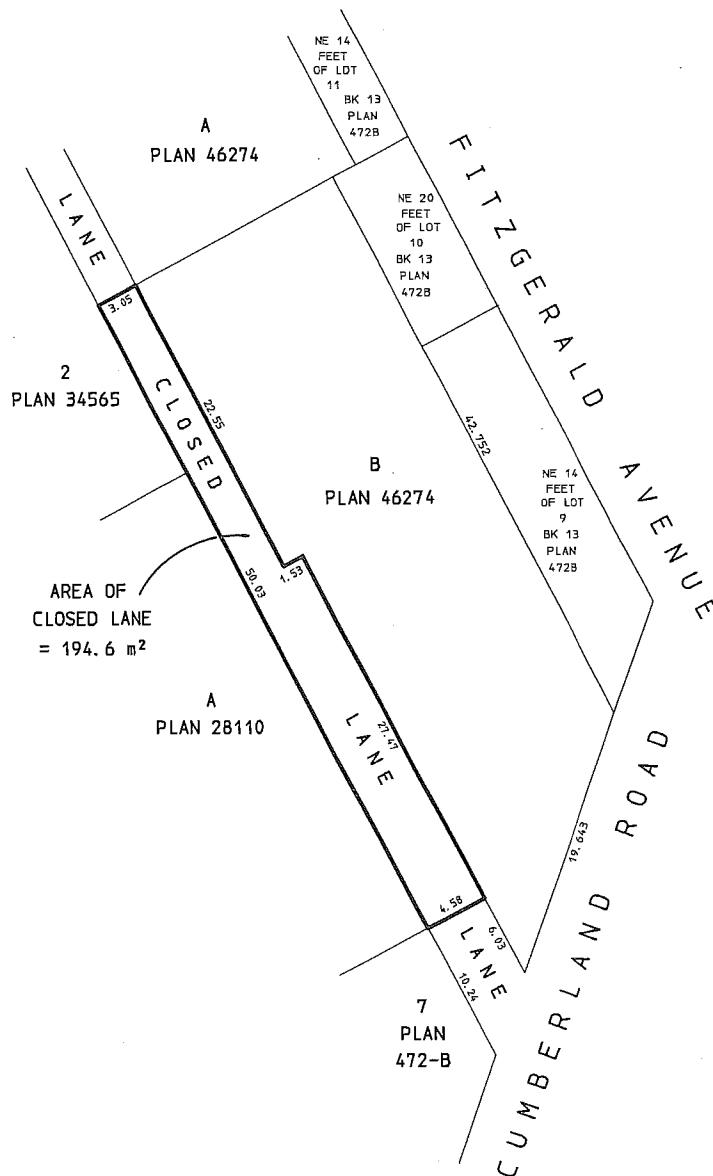 NE 14
FEET
OF LOT
11
BK 13
PLAN
472B
A
PLAN 46274
FITZGERALD AVENUE
LANE
NE 20
FEET
OF LOT
10
BK 13
PLAN
472B
3.05
2
PLAN 34565
CLOSED
22.55
42.752
B
PLAN 46274
NE 14
FEET
OF LOT
9
BK 13
PLAN
472B
1.53
50.03
AREA OF
CLOSED LANE
= 194.6 m²
A
PLAN 28110
LANE
27.47
19.643
CUMBERLAND ROAD
4.58
6.03
LANE
10.24
7
PLAN
472-B